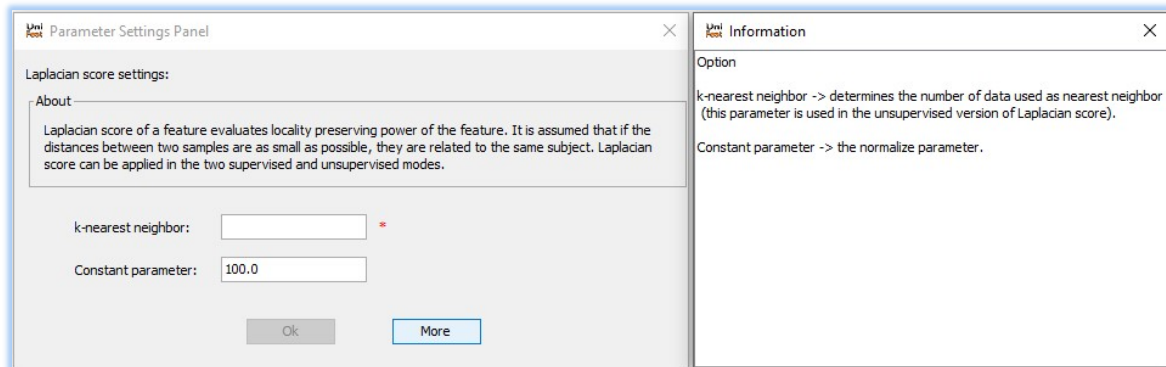 Uni
Feat
Parameter Settings Panel
Laplacian score settings:
About
Laplacian score of a feature evaluates locality preserving power of the feature. It is assumed that if the
distances between two samples are as small as possible, they are related to the same subject. Laplacian
score can be applied in the two supervised and unsupervised modes.
k-nearest neighbor: *
Constant parameter: 100.0
Ok More
Uni
Feat
Information
Option
k-nearest neighbor -> determines the number of data used as nearest neighbor
(this parameter is used in the unsupervised version of Laplacian score).
Constant parameter -> the normalize parameter.